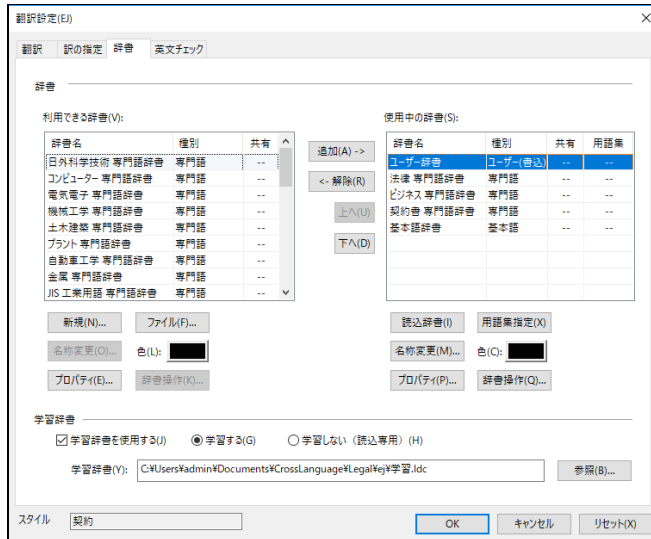 翻訳設定(EJ)
翻訳 訳の指定 辞書 英文チェック
辞書
利用できる辞書(V):
辞書名 種別 共有
日外科学技術 専門語辞書 専門語 --
コンピューター 専門語辞書 専門語 --
電気電子 専門語辞書 専門語 --
機械工学 専門語辞書 専門語 --
土木建築 専門語辞書 専門語 --
プラント 専門語辞書 専門語 --
自動車工学 専門語辞書 専門語 --
金属 専門語辞書 専門語 --
JIS 工業用語 専門語辞書 専門語 --
追加(A) ->
<- 解除(R)
上へ(U)
下へ(D)
使用中の辞書(S):
辞書名 種別 共有 用語集
ユーザー辞書 ユーザー(書込) -- --
法律 専門語辞書 専門語 -- --
ビジネス 専門語辞書 専門語 -- --
契約書 専門語辞書 専門語 -- --
基本語辞書 基本語 -- --
新規(N)... ファイル(F)...
名称変更(O)... 色(L):
プロパティ(E)... 辞書操作(K)...
読込辞書(I) 用語集指定(X)
名称変更(M)... 色(C):
プロパティ(P)... 辞書操作(Q)...
学習辞書
学習辞書を使用する(J) 学習する(G) 学習しない（読込専用）(H)
学習辞書(Y): C:¥Users¥admin¥Documents¥CrossLanguage¥Legal¥ej¥学習.ldc 参照(B)...
スタイル 契約 OK キャンセル リセット(X)